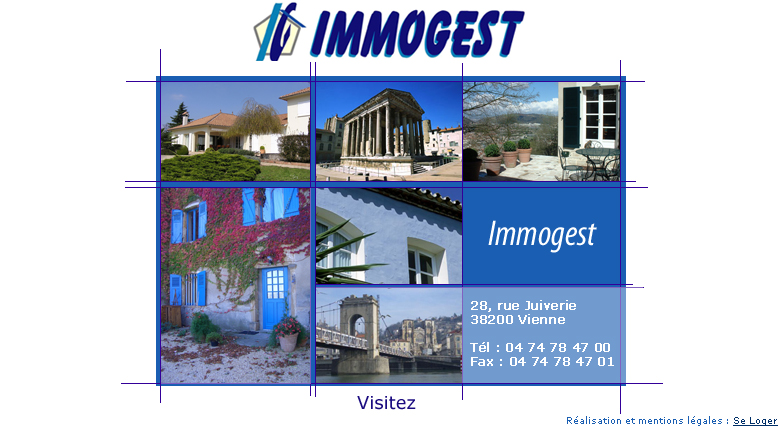 IMMOGEST
Immogest
28, rue Juiverie
38200 Vienne
Tél : 04 74 78 47 00
Fax : 04 74 78 47 01
Visitez
Réalisation et mentions légales : Se Loger